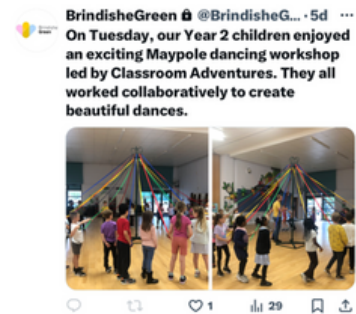 BrindisheGreen @BrindisheG... · 5d
On Tuesday, our Year 2 children enjoyed
an exciting Maypole dancing workshop
led by Classroom Adventures. They all
worked collaboratively to create
beautiful dances.
1 29